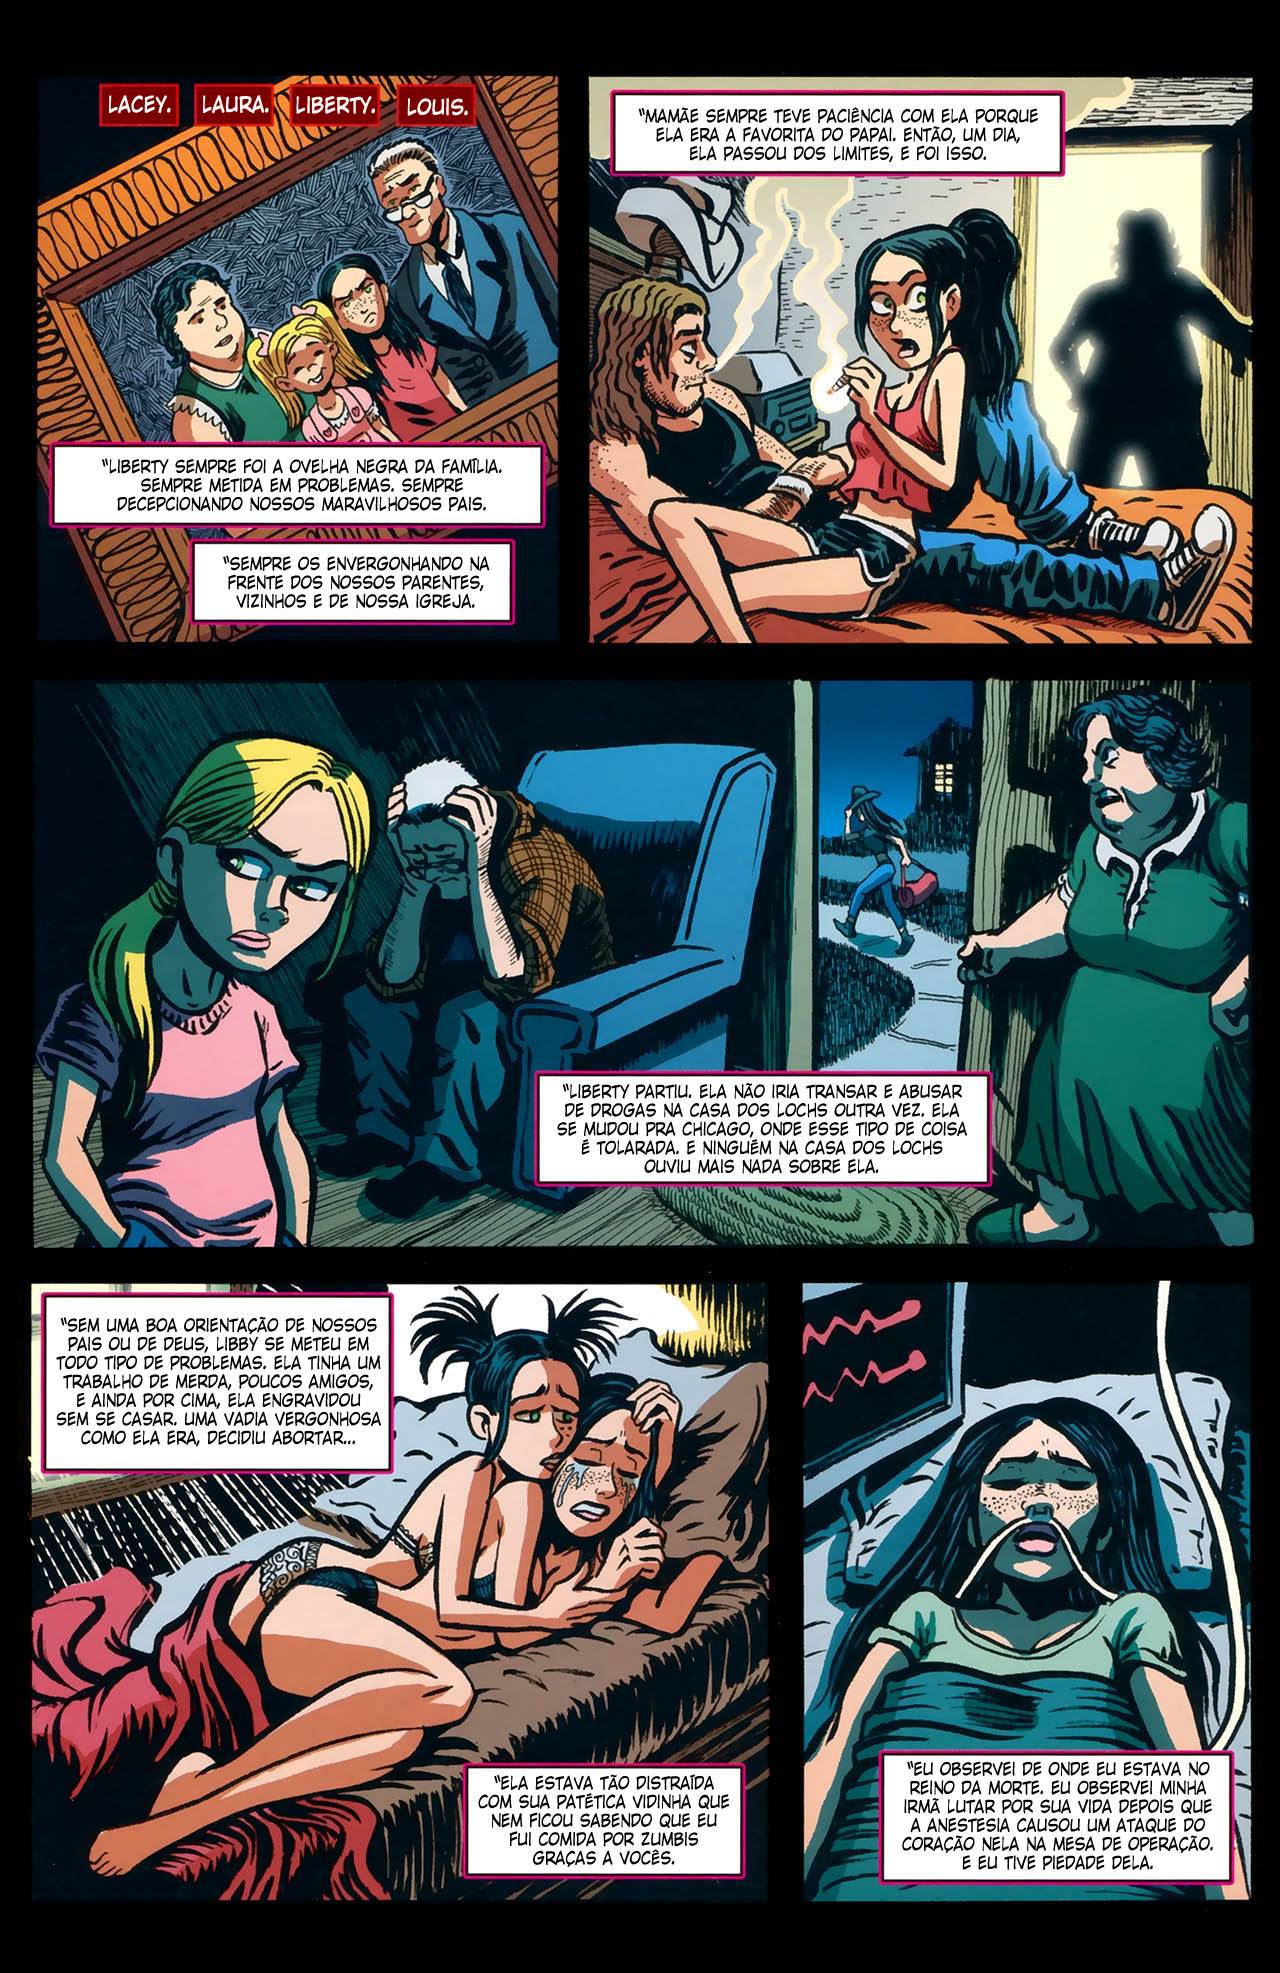 LACEY. LAURA. LIBERTY. LOUIS.
"LIBERTY SEMPRE FOI A OVELHA NEGRA DA FAMÍLIA.
SEMPRE METIDA EM PROBLEMAS. SEMPRE
DECEPCIONANDO NOSSOS MARAVILHOSOS PAIS.
"SEMPRE OS ENVERGONHANDO NA
FRENTE DOS NOSSOS PARENTES,
VIZINHOS E DE NOSSA IGREJA.
"MAMÃE SEMPRE TEVE PACIÊNCIA COM ELA PORQUE
ELA ERA A FAVORITA DO PAPAI. ENTÃO, UM DIA,
ELA PASSOU DOS LIMITES, E FOI ISSO.
"LIBERTY PARTIU. ELA NÃO IRIA TRANSAR E ABUSAR
DE DROGAS NA CASA DOS LOCHS OUTRA VEZ. ELA
SE MUDOU PRA CHICAGO, ONDE ESSE TIPO DE COISA
É TOLARADA. E NINGUÉM NA CASA DOS LOCHS
OUVIU MAIS NADA SOBRE ELA.
"SEM UMA BOA ORIENTAÇÃO DE NOSSOS
PAIS OU DE DEUS, LIBBY SE METEU EM
TODO TIPO DE PROBLEMAS. ELA TINHA UM
TRABALHO DE MERDA, POUCOS AMIGOS,
E AINDA POR CIMA, ELA ENGRAVIDOU
SEM SE CASAR. UMA VADIA VERGONHOSA
COMO ELA ERA, DECIDIU ABORTAR...
"ELA ESTAVA TÃO DISTRAÍDA
COM SUA PATÉTICA VIDINHA QUE
NEM FICOU SABENDO QUE EU
FUI COMIDA POR ZUMBIS
GRAÇAS A VOCÊS.
"EU OBSERVEI DE ONDE EU ESTAVA NO
REINO DA MORTE. EU OBSERVEI MINHA
IRMÃ LUTAR POR SUA VIDA DEPOIS QUE
A ANESTESIA CAUSOU UM ATAQUE DO
CORAÇÃO NELA NA MESA DE OPERAÇÃO.
E EU TIVE PIEDADE DELA.